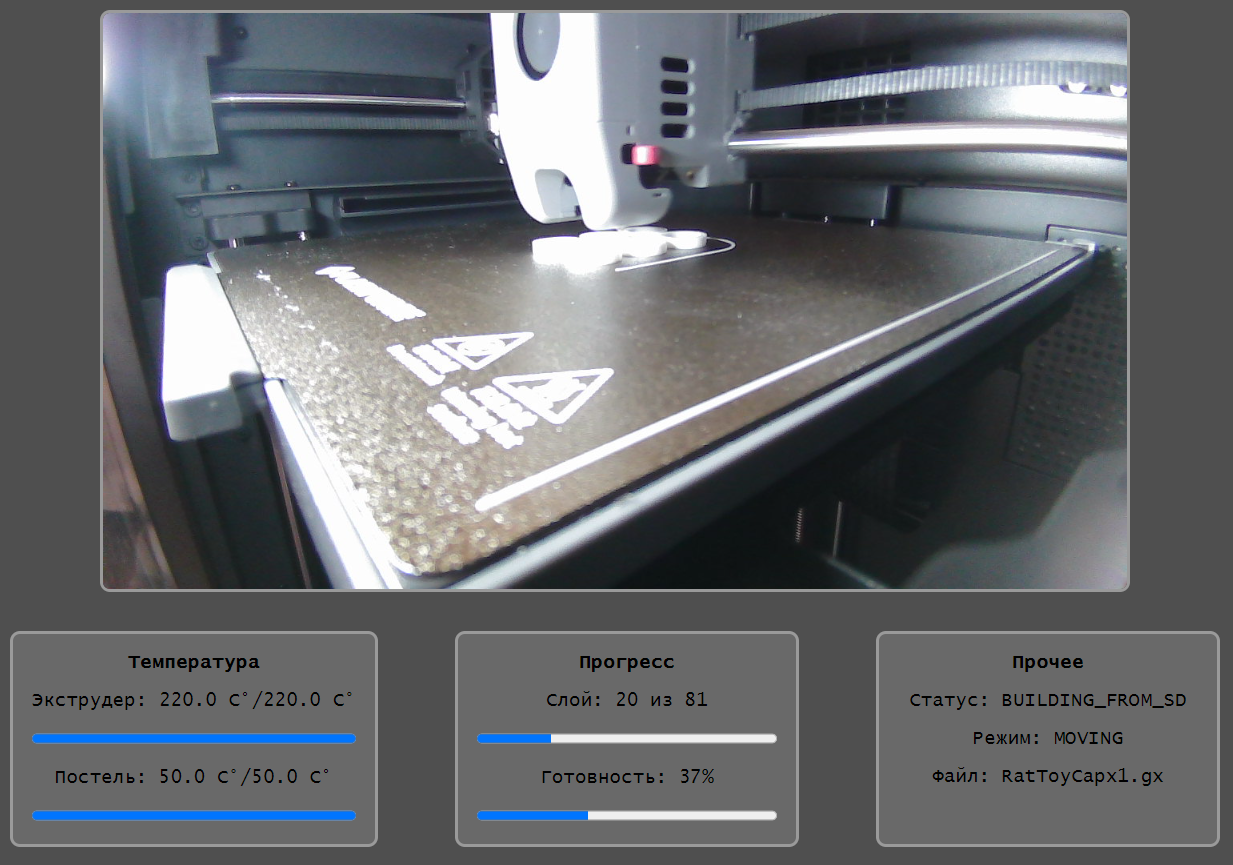 Температура
Экструдер: 220.0 C°/220.0 C°
Постель: 50.0 C°/50.0 C°
Прогресс
Слой: 20 из 81
Готовность: 37%
Прочее
Статус: BUILDING_FROM_SD
Режим: MOVING
Файл: RatToyCapx1.gx